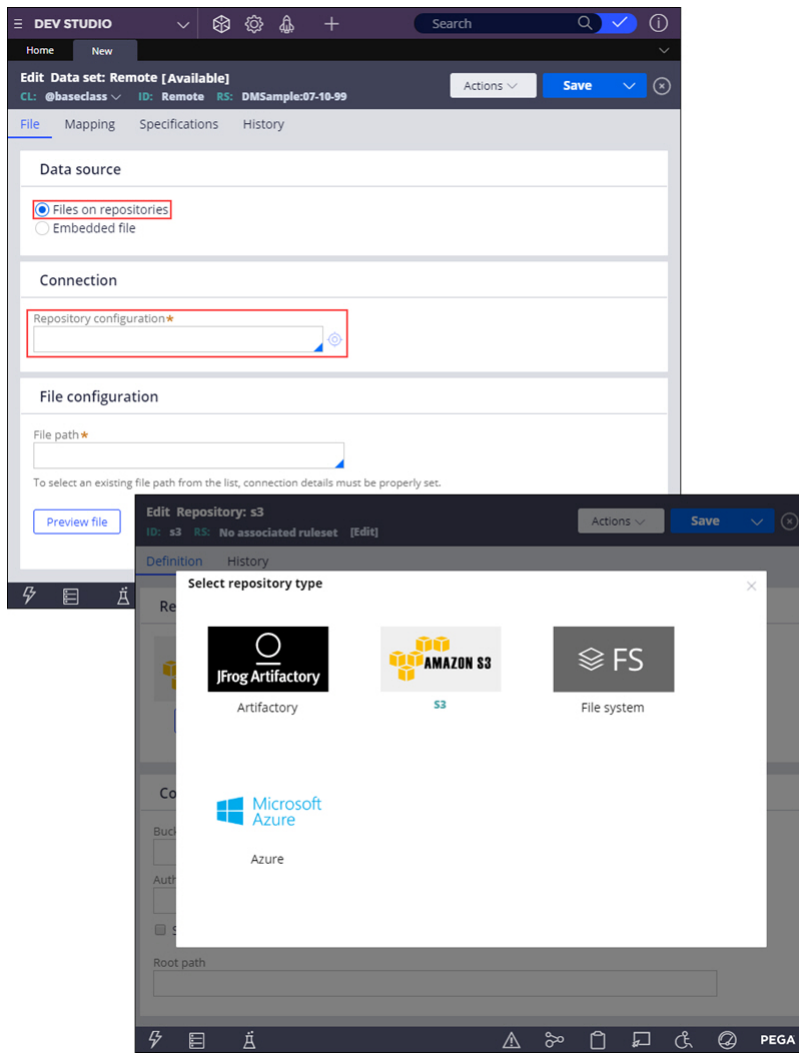 DEV STUDIO
Search
Home
New
Edit Data set: Remote [Available]
CL: @baseclass ID: Remote RS: DMSample:07-10-99
Actions
Save
File
Mapping
Specifications
History
Data source
Files on repositories
Embedded file
Connection
Repository configuration*
File configuration
File path*
To select an existing file path from the list, connection details must be properly set.
Preview file
Edit Repository: s3
ID: s3 RS: No associated ruleset [Edit]
Actions
Save
Definition
History
Select repository type
Re
JFrog Artifactory
AMAZON S3
FS
Artifactory
S3
File system
Co
Microsoft
Azure
Azure
Buck
Auth
S
Root path
PEGA